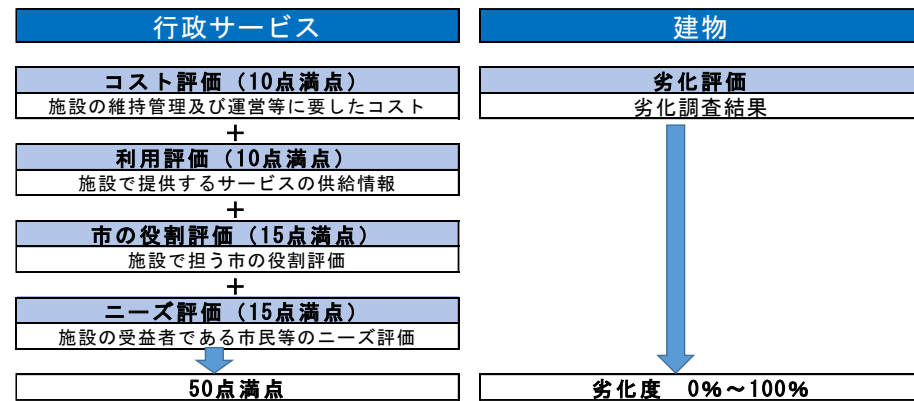 行政サービス
コスト評価（10点満点）
施設の維持管理及び運営等に要したコスト
+
利用評価（10点満点）
施設で提供するサービスの供給情報
+
市の役割評価（15点満点）
施設で担う市の役割評価
+
ニーズ評価（15点満点）
施設の受益者である市民等のニーズ評価
50点満点
建物
劣化評価
劣化調査結果
劣化度　0%～100%